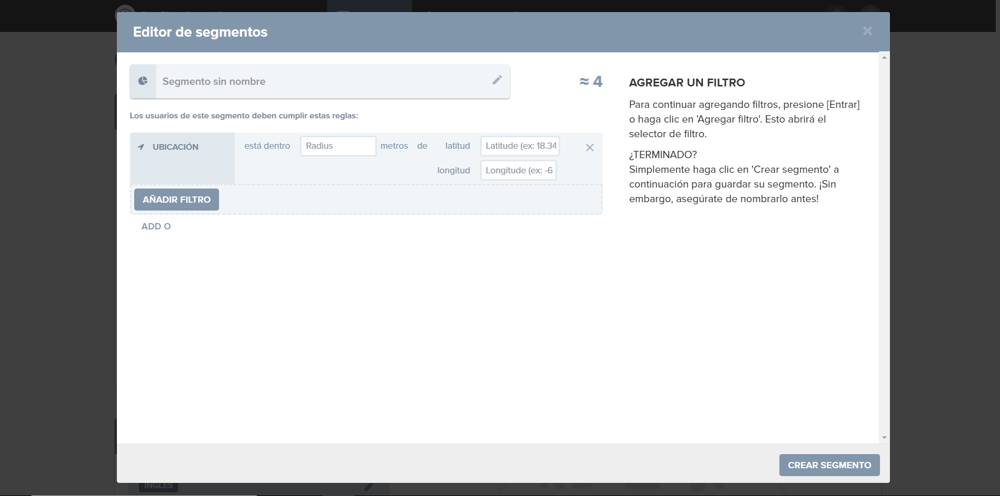 Editor de segmentos
Segmento sin nombre
≈ 4
Los usuarios de este segmento deben cumplir estas reglas:
UBICACIÓN
está dentro Radius metros de latitud Latitude (ex: 18.34
longitud Longitude (ex: -6
AÑADIR FILTRO
ADD O
AGREGAR UN FILTRO
Para continuar agregando filtros, presione [Entrar]
o haga clic en 'Agregar filtro'. Esto abrirá el
selector de filtro.
¿TERMINADO?
Simplemente haga clic en 'Crear segmento' a
continuación para guardar su segmento. ¡Sin
embargo, asegúrate de nombrarlo antes!
CREAR SEGMENTO
INGLÉS